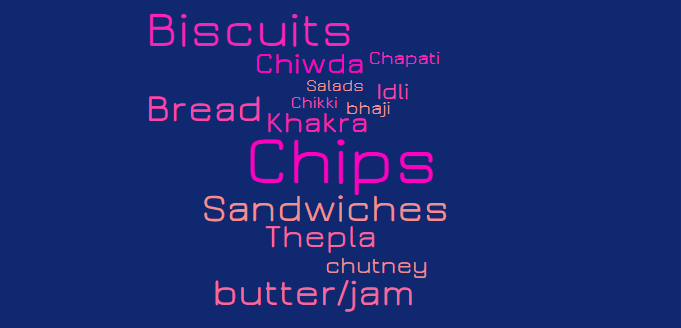 Biscuits
Chiwda Chapati
Salads Idli
Chikki bhaji
Bread Khakra
Chips
Sandwiches
Thepla
chutney
butter/jam